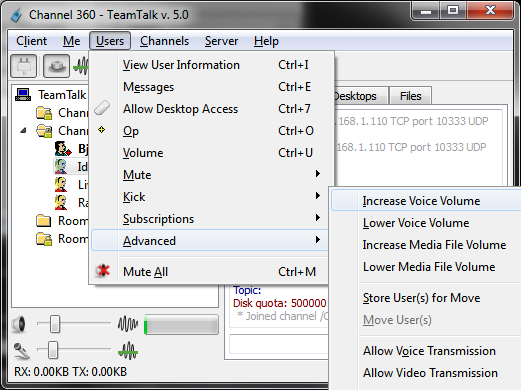 Channel 360 - TeamTalk v. 5.0
Client Me Users Channels Server Help
View User Information Ctrl+I
Messages Ctrl+E
Allow Desktop Access Ctrl+7
Op Ctrl+O
Volume Ctrl+U
Mute
Kick
Subscriptions
Advanced
Mute All Ctrl+M
TeamTalk
Chann
Chann
Bj
Id
Li
Ra
Room
Room
Desktops Files
.168.1.110 TCP port 10333 UDP
.168.1.110 TCP port 10333 UDP
Increase Voice Volume
Lower Voice Volume
Increase Media File Volume
Lower Media File Volume
Store User(s) for Move
Move User(s)
Allow Voice Transmission
Allow Video Transmission
Topic:
Disk quota: 500000
* Joined channel /C
RX: 0.00KB TX: 0.00KB